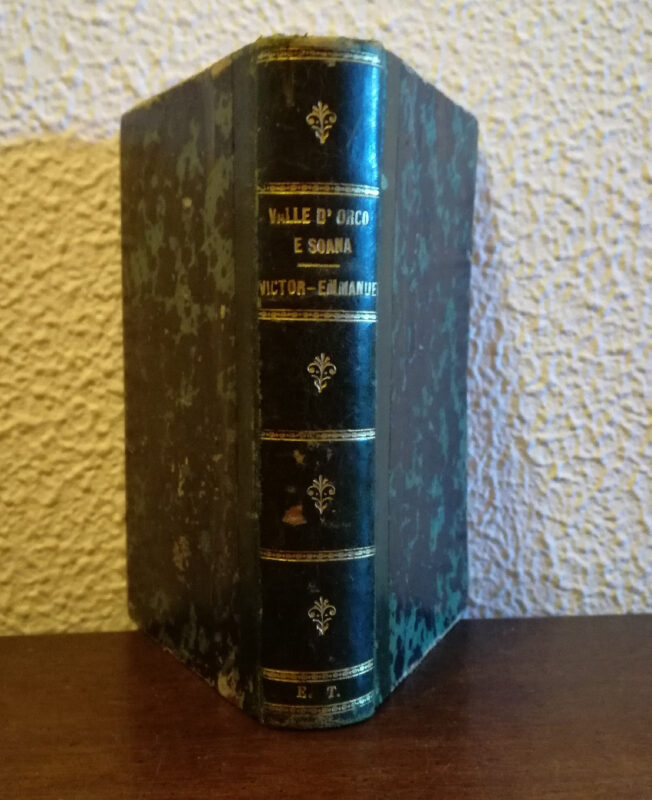 VALLE D' ORCO
E SOANA
VICTOR-EMMANUE
E. T.